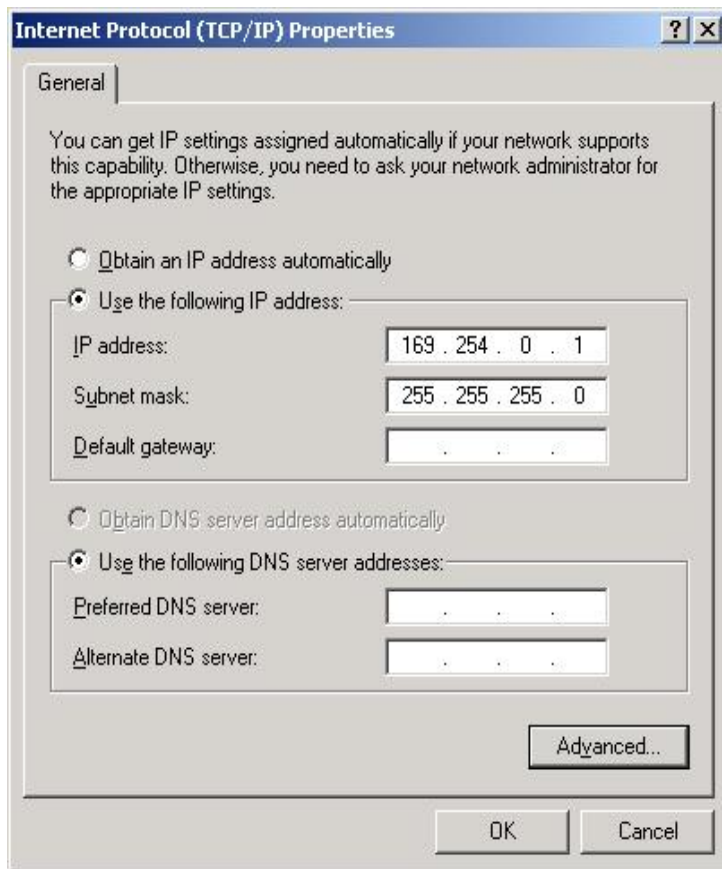 Internet Protocol (TCP/IP) Properties
General
You can get IP settings assigned automatically if your network supports
this capability. Otherwise, you need to ask your network administrator for
the appropriate IP settings.
Obtain an IP address automatically
Use the following IP address:
IP address: 169 . 254 . 0 . 1
Subnet mask: 255 . 255 . 255 . 0
Default gateway: . . .
Obtain DNS server address automatically
Use the following DNS server addresses:
Preferred DNS server: . . .
Alternate DNS server: . . .
Advanced...
OK Cancel